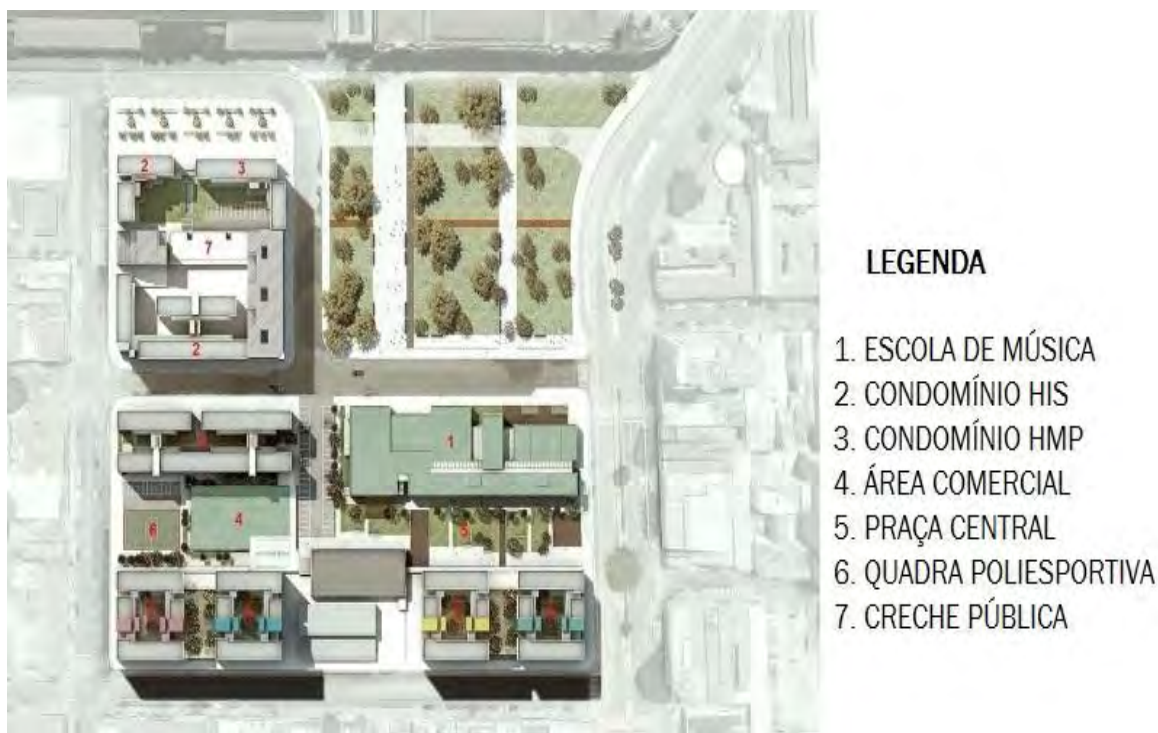 2
3
7
2
1
4
5
6
LEGENDA
1. ESCOLA DE MÚSICA
2. CONDOMÍNIO HIS
3. CONDOMÍNIO HMP
4. ÁREA COMERCIAL
5. PRAÇA CENTRAL
6. QUADRA POLIESPORTIVA
7. CRECHE PÚBLICA